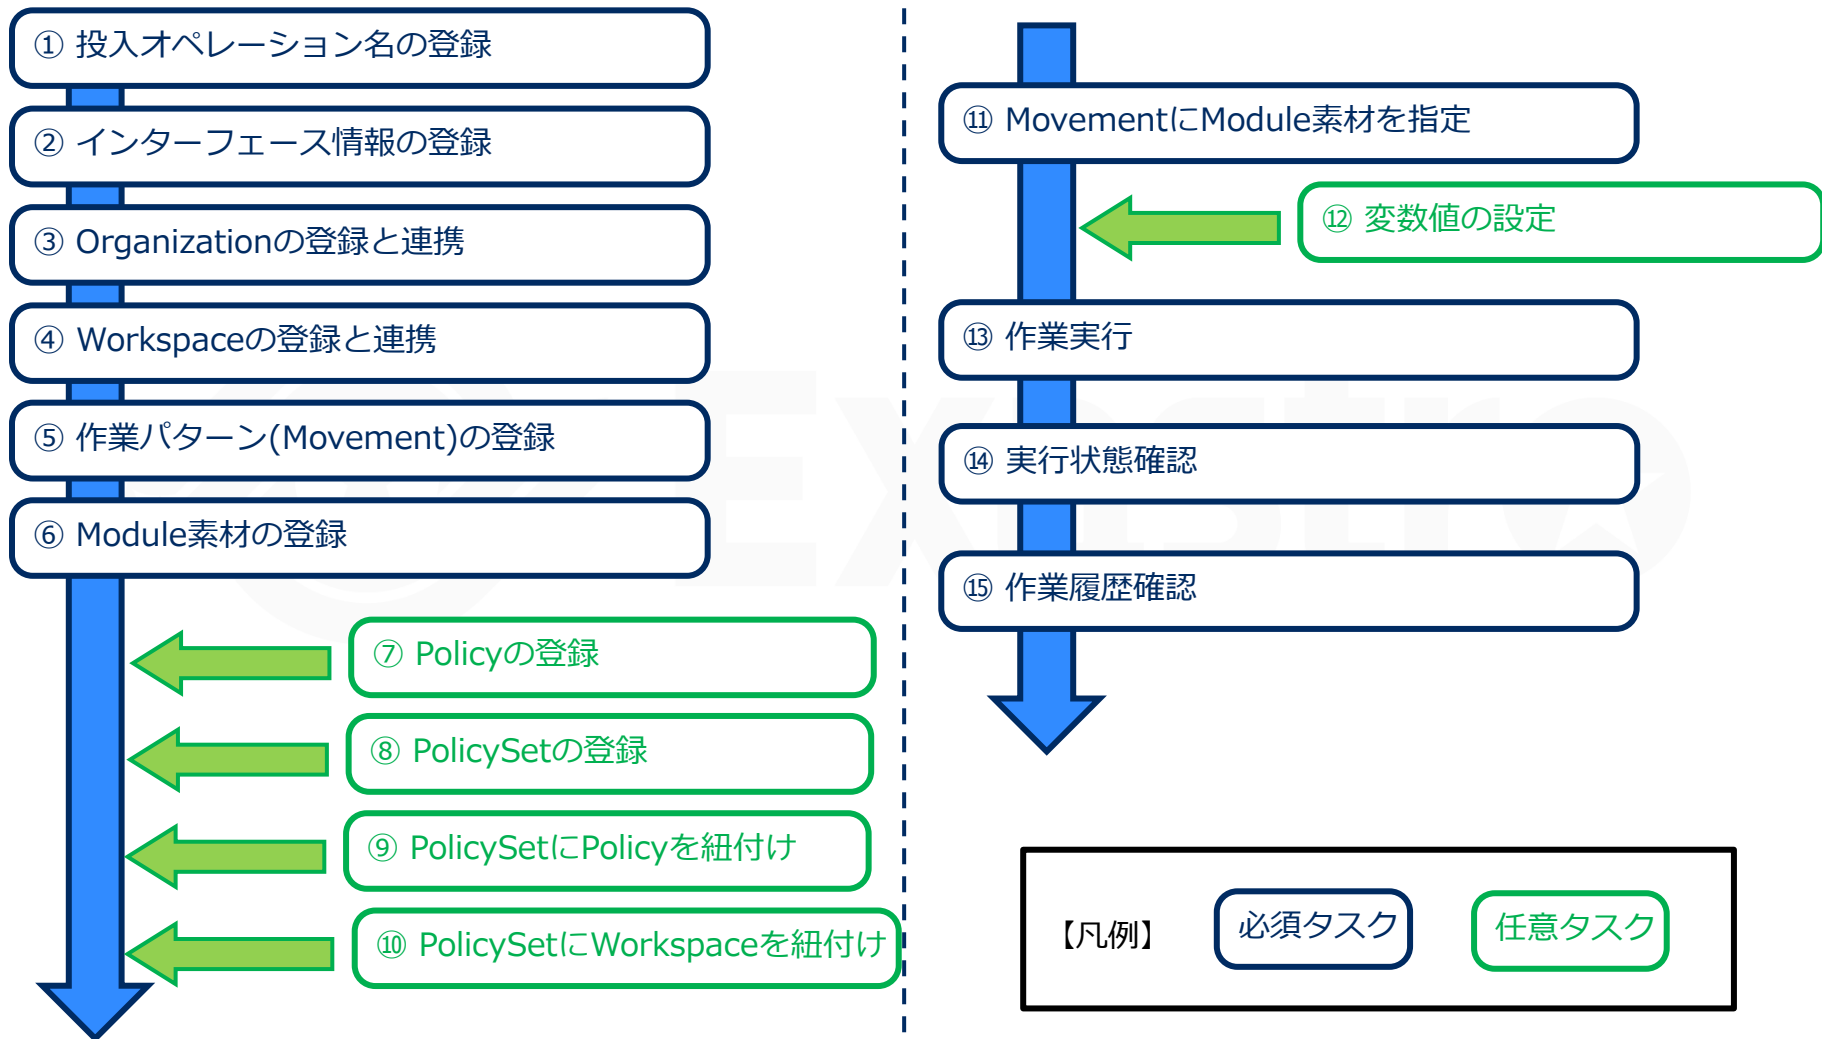 ① 投入オペレーション名の登録
② インターフェース情報の登録
③ Organizationの登録と連携
④ Workspaceの登録と連携
⑤ 作業パターン(Movement)の登録
⑥ Module素材の登録
⑦ Policyの登録
⑧ PolicySetの登録
⑨ PolicySetにPolicyを紐付け
⑩ PolicySetにWorkspaceを紐付け
⑪ MovementにModule素材を指定
⑫ 変数値の設定
⑬ 作業実行
⑭ 実行状態確認
⑮ 作業履歴確認
【凡例】
必須タスク
任意タスク
Exastro